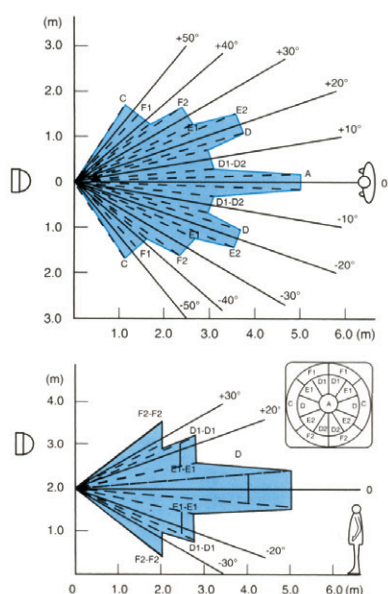 (m)
+50°
+40°
3.0
+30°
2.0
+20°
C
F1
F2
E2
1.0
E1
D
+10°
D1-D2
A
0
0
D1-D2
-10°
1.0
E1
D
E2
F1
F2
2.0
C
-20°
-30°
-40°
-50°
3.0
1.0 2.0 3.0 4.0 5.0 6.0 (m)
(m)
4.0
+30°
F2-F2
+20°
D1-D1
3.0
D
E1-E1
2.0
0
E1-E1
1.0
D1-D1
F2-F2
-20°
-30°
0.0
0.0 1.0 2.0 3.0 4.0 5.0 6.0 (m)
F1 F1
D1 D1
E1 E1
C D A D C
E2 E2
D2 D2
F2 F2